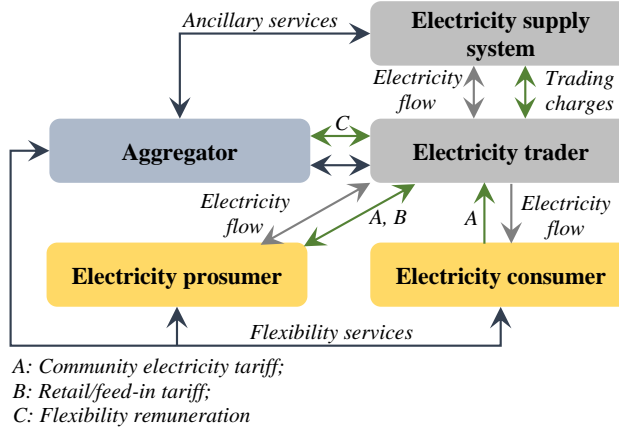 Ancillary services
Electricity supply
system
Electricity
flow
Trading
charges
C
Aggregator
Electricity trader
Electricity
flow
A, B
A
Electricity
flow
Electricity prosumer
Electricity consumer
Flexibility services
A: Community electricity tariff;
B: Retail/feed-in tariff;
C: Flexibility remuneration